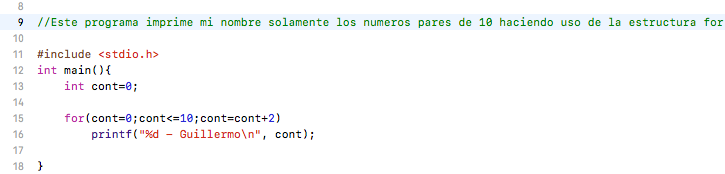 8
9 //Este programa imprime mi nombre solamente los numeros pares de 10 haciendo uso de la estructura for
10
11 #include <stdio.h>
12 int main(){
13 int cont=0;
14
15 for(cont=0;cont<=10;cont=cont+2)
16 printf("%d - Guillermo\n", cont);
17
18 }